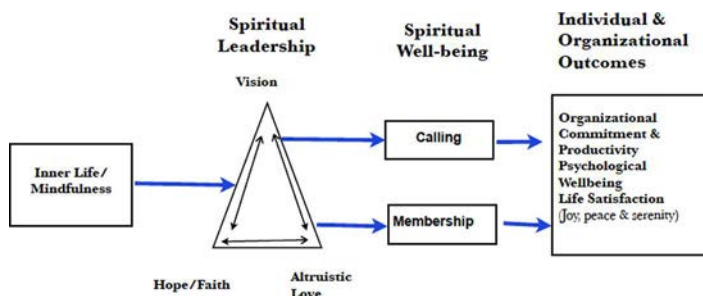 Spiritual
Leadership
Spiritual
Well-being
Individual &
Organizational
Outcomes
Vision
Inner Life/
Mindfulness
Calling
Membership
Organizational
Commitment &
Productivity
Psychological
Wellbeing
Life Satisfaction
(Joy, peace & serenity)
Hope/Faith
Altruistic
Love